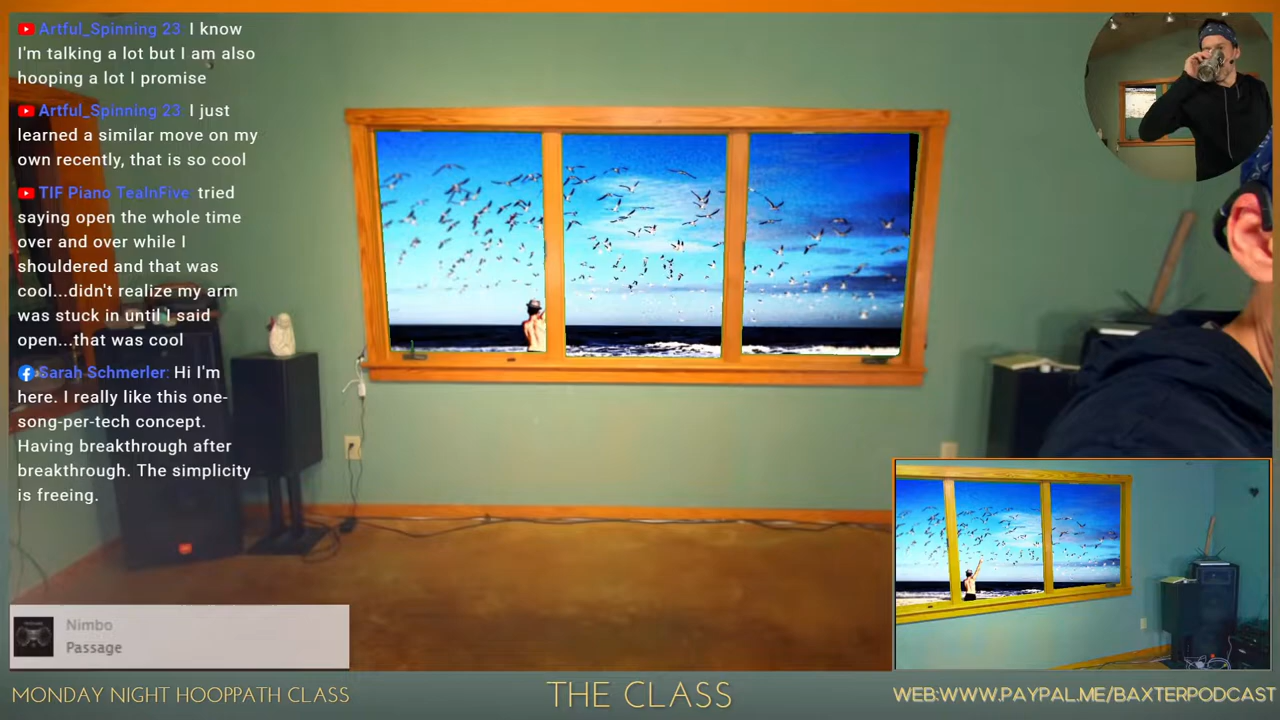 Artful_Spinning 23 I know
I'm talking a lot but I am also
hooping a lot I promise
Artful_Spinning 23 I just
learned a similar move on my
own recently, that is so cool
TIF Piano TeaInFive tried
saying open the whole time
over and over while I
shouldered and that was
cool...didn't realize my arm
was stuck in until I said
open...that was cool
Sarah Schmerler: Hi I'm
here. I really like this one-
song-per-tech concept.
Having breakthrough after
breakthrough. The simplicity
is freeing.
Nimbo
Passage
MONDAY NIGHT HOOPPATH CLASS
THE CLASS
WEB:WWW.PAYPAL.ME/BAXTERPODCAST